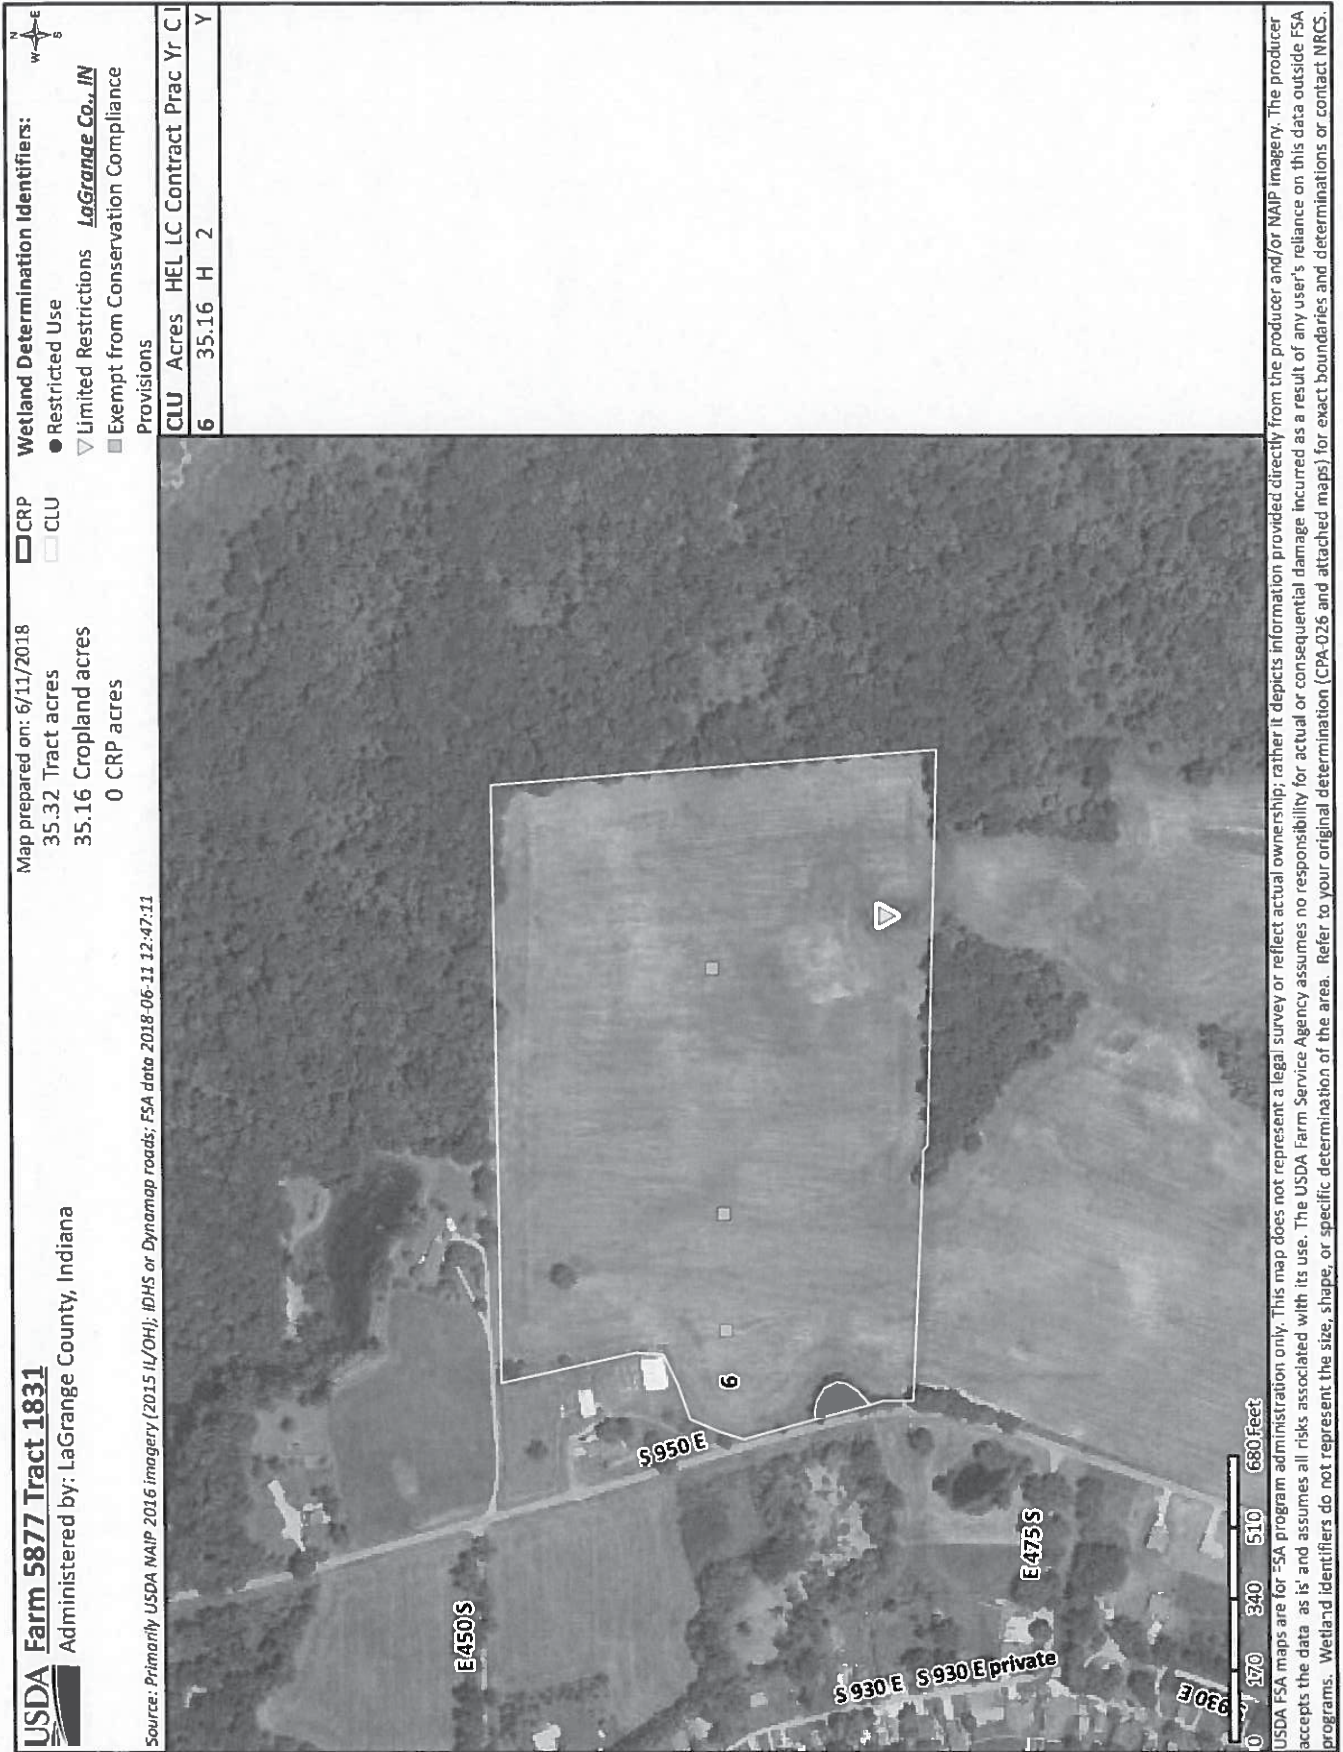 USDA Farm 5877 Tract 1831
Administered by: LaGrange County, Indiana
Map prepared on: 6/11/2018
35.32 Tract acres
35.16 Cropland acres
0 CRP acres
CRP
CLU
Wetland Determination Identifiers:
Restricted Use
Limited Restrictions LaGrange Co., IN
Exempt from Conservation Compliance
Provisions
N
W E
S
Source: Primarily USDA NAIP 2016 imagery (2015 IL/OH); IDHS or Dynamap roads; FSA data 2018-06-11 12:47:11
CLU Acres HEL LC Contract Prac Yr C I
6 35.16 H 2 Y
E 450 S
S 950 E
6
S 930 E S 930 E private
E 475 S
930 E
0 170 340 510 680 Feet
USDA FSA maps are for FSA program administration only. This map does not represent a legal survey or reflect actual ownership; rather it depicts information provided directly from the producer and/or NAIP imagery. The producer
accepts the data as is' and assumes all risks associated with its use. The USDA Farm Service Agency assumes no responsibility for actual or consequential damage incurred as a result of any user's reliance on this data outside FSA
programs. Wetland identifiers do not represent the size, shape, or specific determination of the area. Refer to your original determination (CPA-026 and attached maps) for exact boundaries and determinations or contact NRCS.